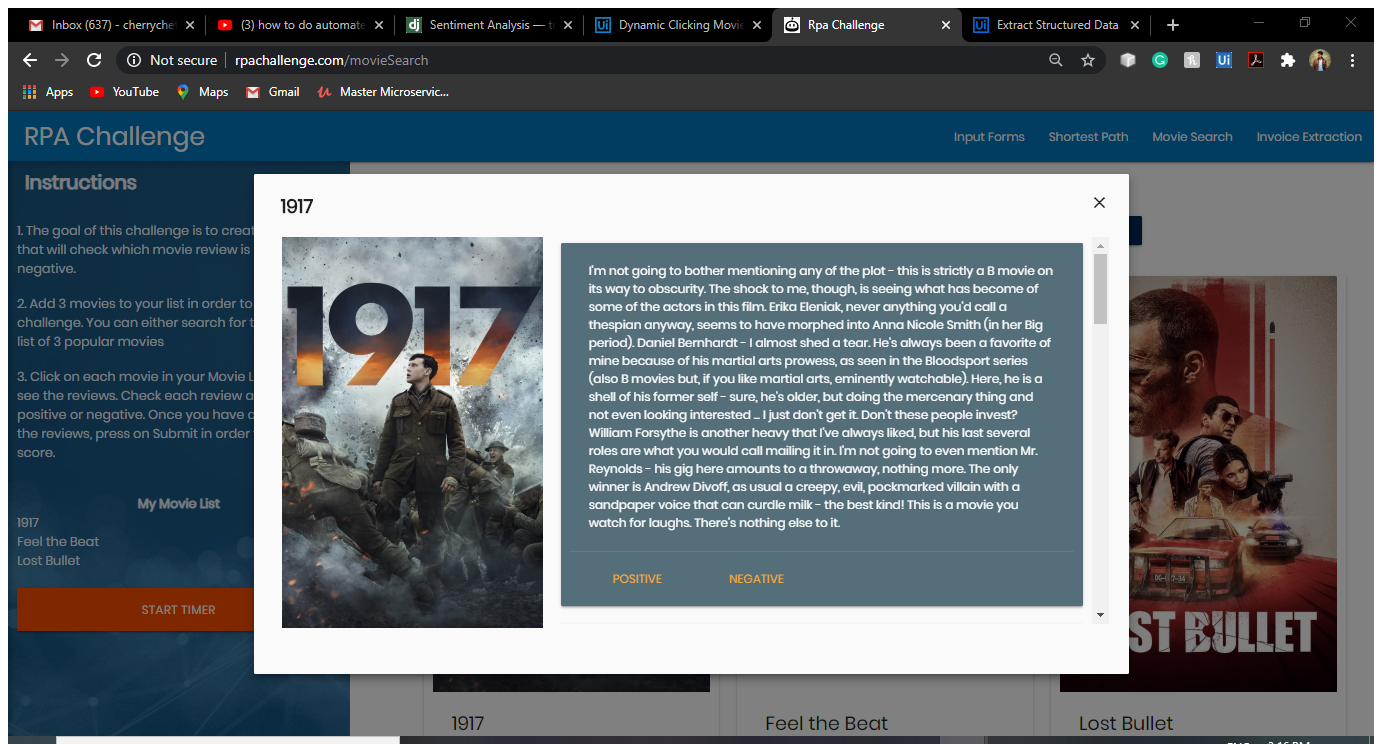 Inbox (637) - cherryche
(3) how to do automate
Sentiment Analysis — t
Dynamic Clicking Movie
Rpa Challenge
Extract Structured Data
Not secure
rpachallenge.com/movieSearch
Apps
YouTube
Maps
Gmail
Master Microservic...
RPA Challenge
Input Forms
Shortest Path
Movie Search
Invoice Extraction
Instructions
1. The goal of this challenge is to creat
that will check which movie review is
negative.
2. Add 3 movies to your list in order to
challenge. You can either search for t
list of 3 popular movies
3. Click on each movie in your Movie L
see the reviews. Check each review a
positive or negative. Once you have c
the reviews, press on Submit in order
score.
My Movie List
1917
Feel the Beat
Lost Bullet
START TIMER
1917
1917
I'm not going to bother mentioning any of the plot - this is strictly a B movie on
its way to obscurity. The shock to me, though, is seeing what has become of
some of the actors in this film. Erika Eleniak, never anything you'd call a
thespian anyway, seems to have morphed into Anna Nicole Smith (in her Big
period). Daniel Bernhardt - I almost shed a tear. He's always been a favorite of
mine because of his martial arts prowess, as seen in the Bloodsport series
(also B movies but, if you like martial arts, eminently watchable). Here, he is a
shell of his former self - sure, he's older, but doing the mercenary thing and
not even looking interested ... I just don't get it. Don't these people invest?
William Forsythe is another heavy that I've always liked, but his last several
roles are what you would call mailing it in. I'm not going to even mention Mr.
Reynolds - his gig here amounts to a throwaway, nothing more. The only
winner is Andrew Divoff, as usual a creepy, evil, pockmarked villain with a
sandpaper voice that can curdle milk - the best kind! This is a movie you
watch for laughs. There's nothing else to it.
POSITIVE
NEGATIVE
ST BULLET
1917
Feel the Beat
Lost Bullet